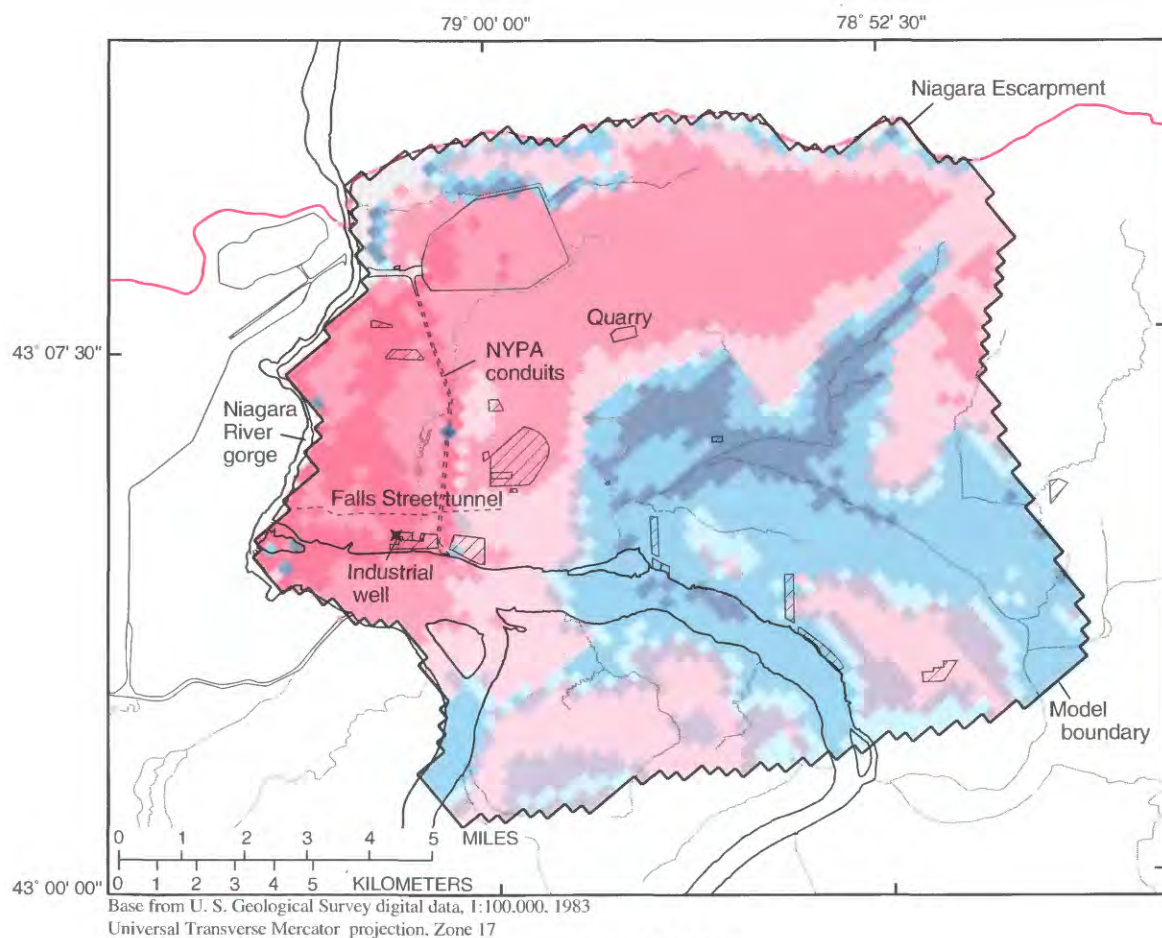 79° 00' 00"
78° 52' 30"
Niagara Escarpment
Quarry
43° 07' 30"
NYPA
conduits
Niagara
River
gorge
Falls Street tunnel
Industrial
well
Model
boundary
0 1 2 3 4 5 MILES
43° 00' 00"
0 1 2 3 4 5 KILOMETERS
Base from U. S. Geological Survey digital data, 1:100.000, 1983
Universal Transverse Mercator projection, Zone 17